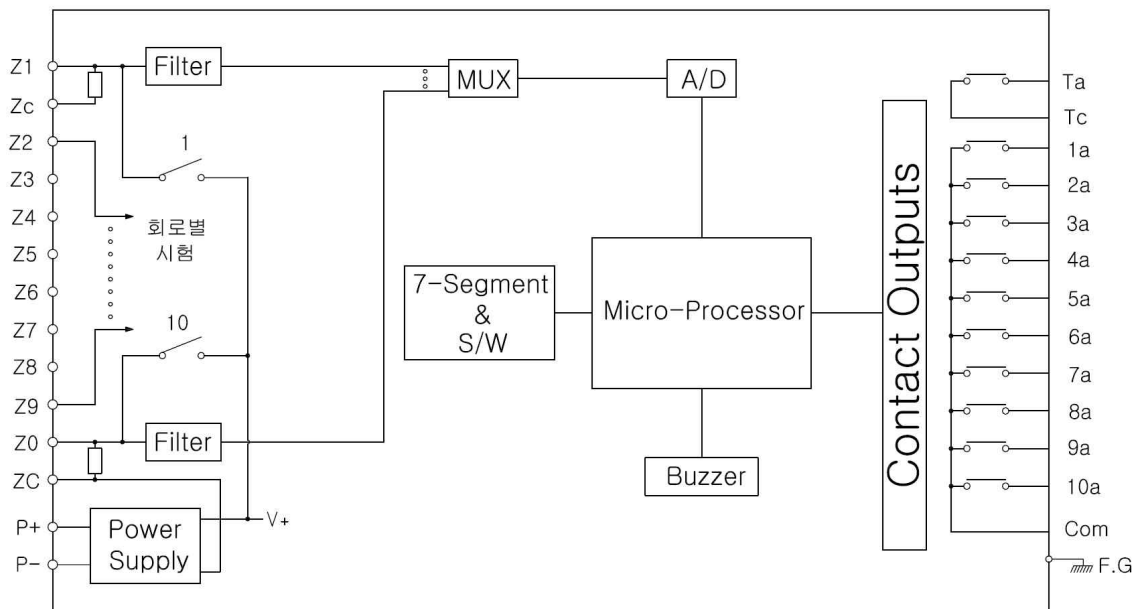 Z1
Zc
Z2
Z3
Z4
Z5
Z6
Z7
Z8
Z9
Z0
ZC
P+
P-
Filter
1
회로별
시험
10
Filter
Power
Supply
V+
MUX
A/D
7-Segment
&
S/W
Micro-Processor
Buzzer
Contact Outputs
Ta
Tc
1a
2a
3a
4a
5a
6a
7a
8a
9a
10a
Com
F.G